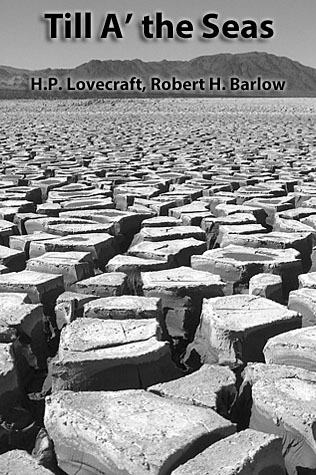 Till A’ the Seas
H.P. Lovecraft, Robert H. Barlow